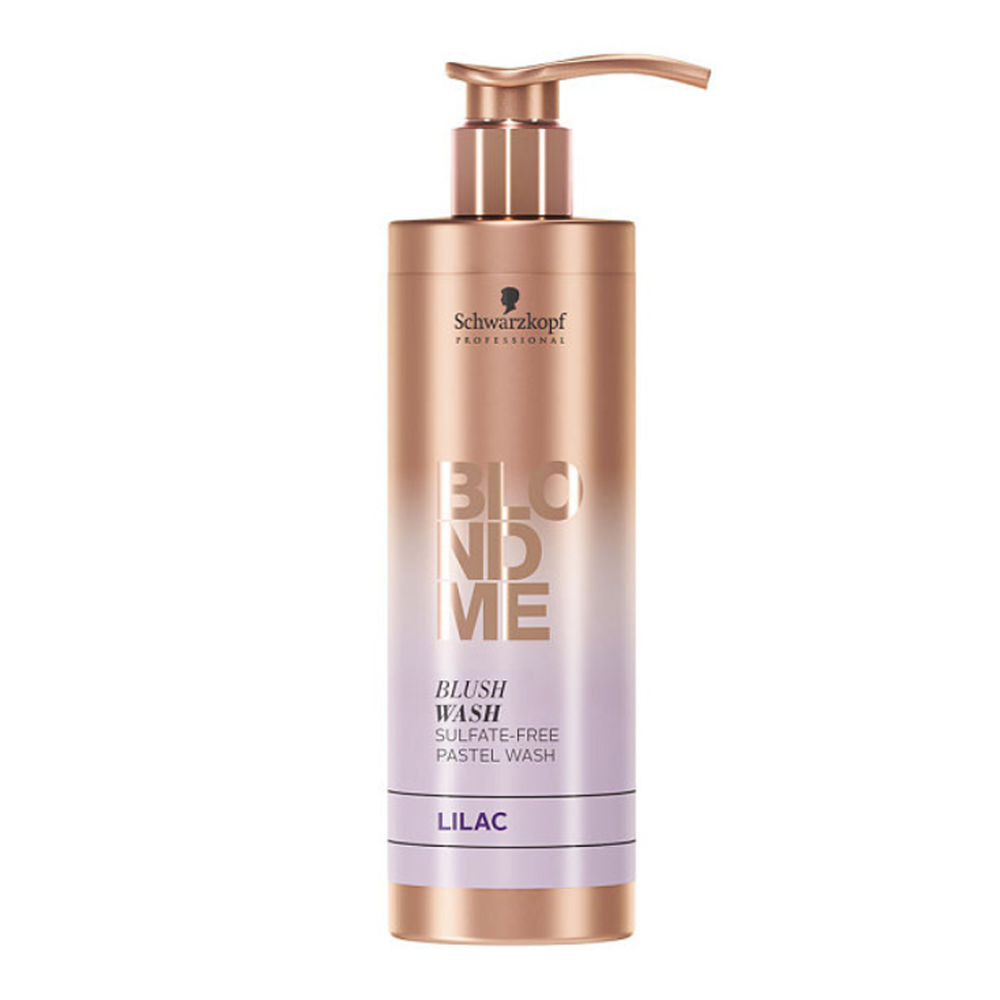 Schwarzkopf
PROFESSIONAL
BLO
ND
ME
BLUSH
WASH
SULFATE-FREE
PASTEL WASH
LILAC